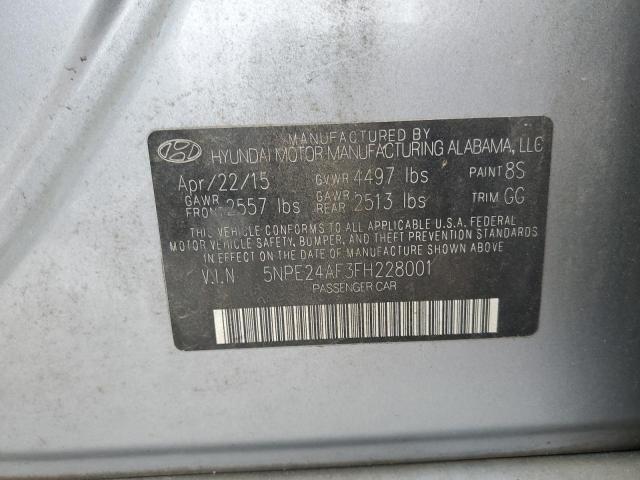 MANUFACTURED BY
HYUNDAI MOTOR MANUFACTURING ALABAMA, LLC
Apr/22/15 GVWR 4497 lbs PAINT 8S
GAWR FRONT 2557 lbs GAWR REAR 2513 lbs TRIM GG
THIS VEHICLE CONFORMS TO ALL APPLICABLE U.S.A. FEDERAL
MOTOR VEHICLE SAFETY, BUMPER, AND THEFT PREVENTION STANDARDS
IN EFFECT ON THE DATE OF MANUFACTURE SHOWN ABOVE.
V.I.N 5NPE24AF3FH228001
PASSENGER CAR